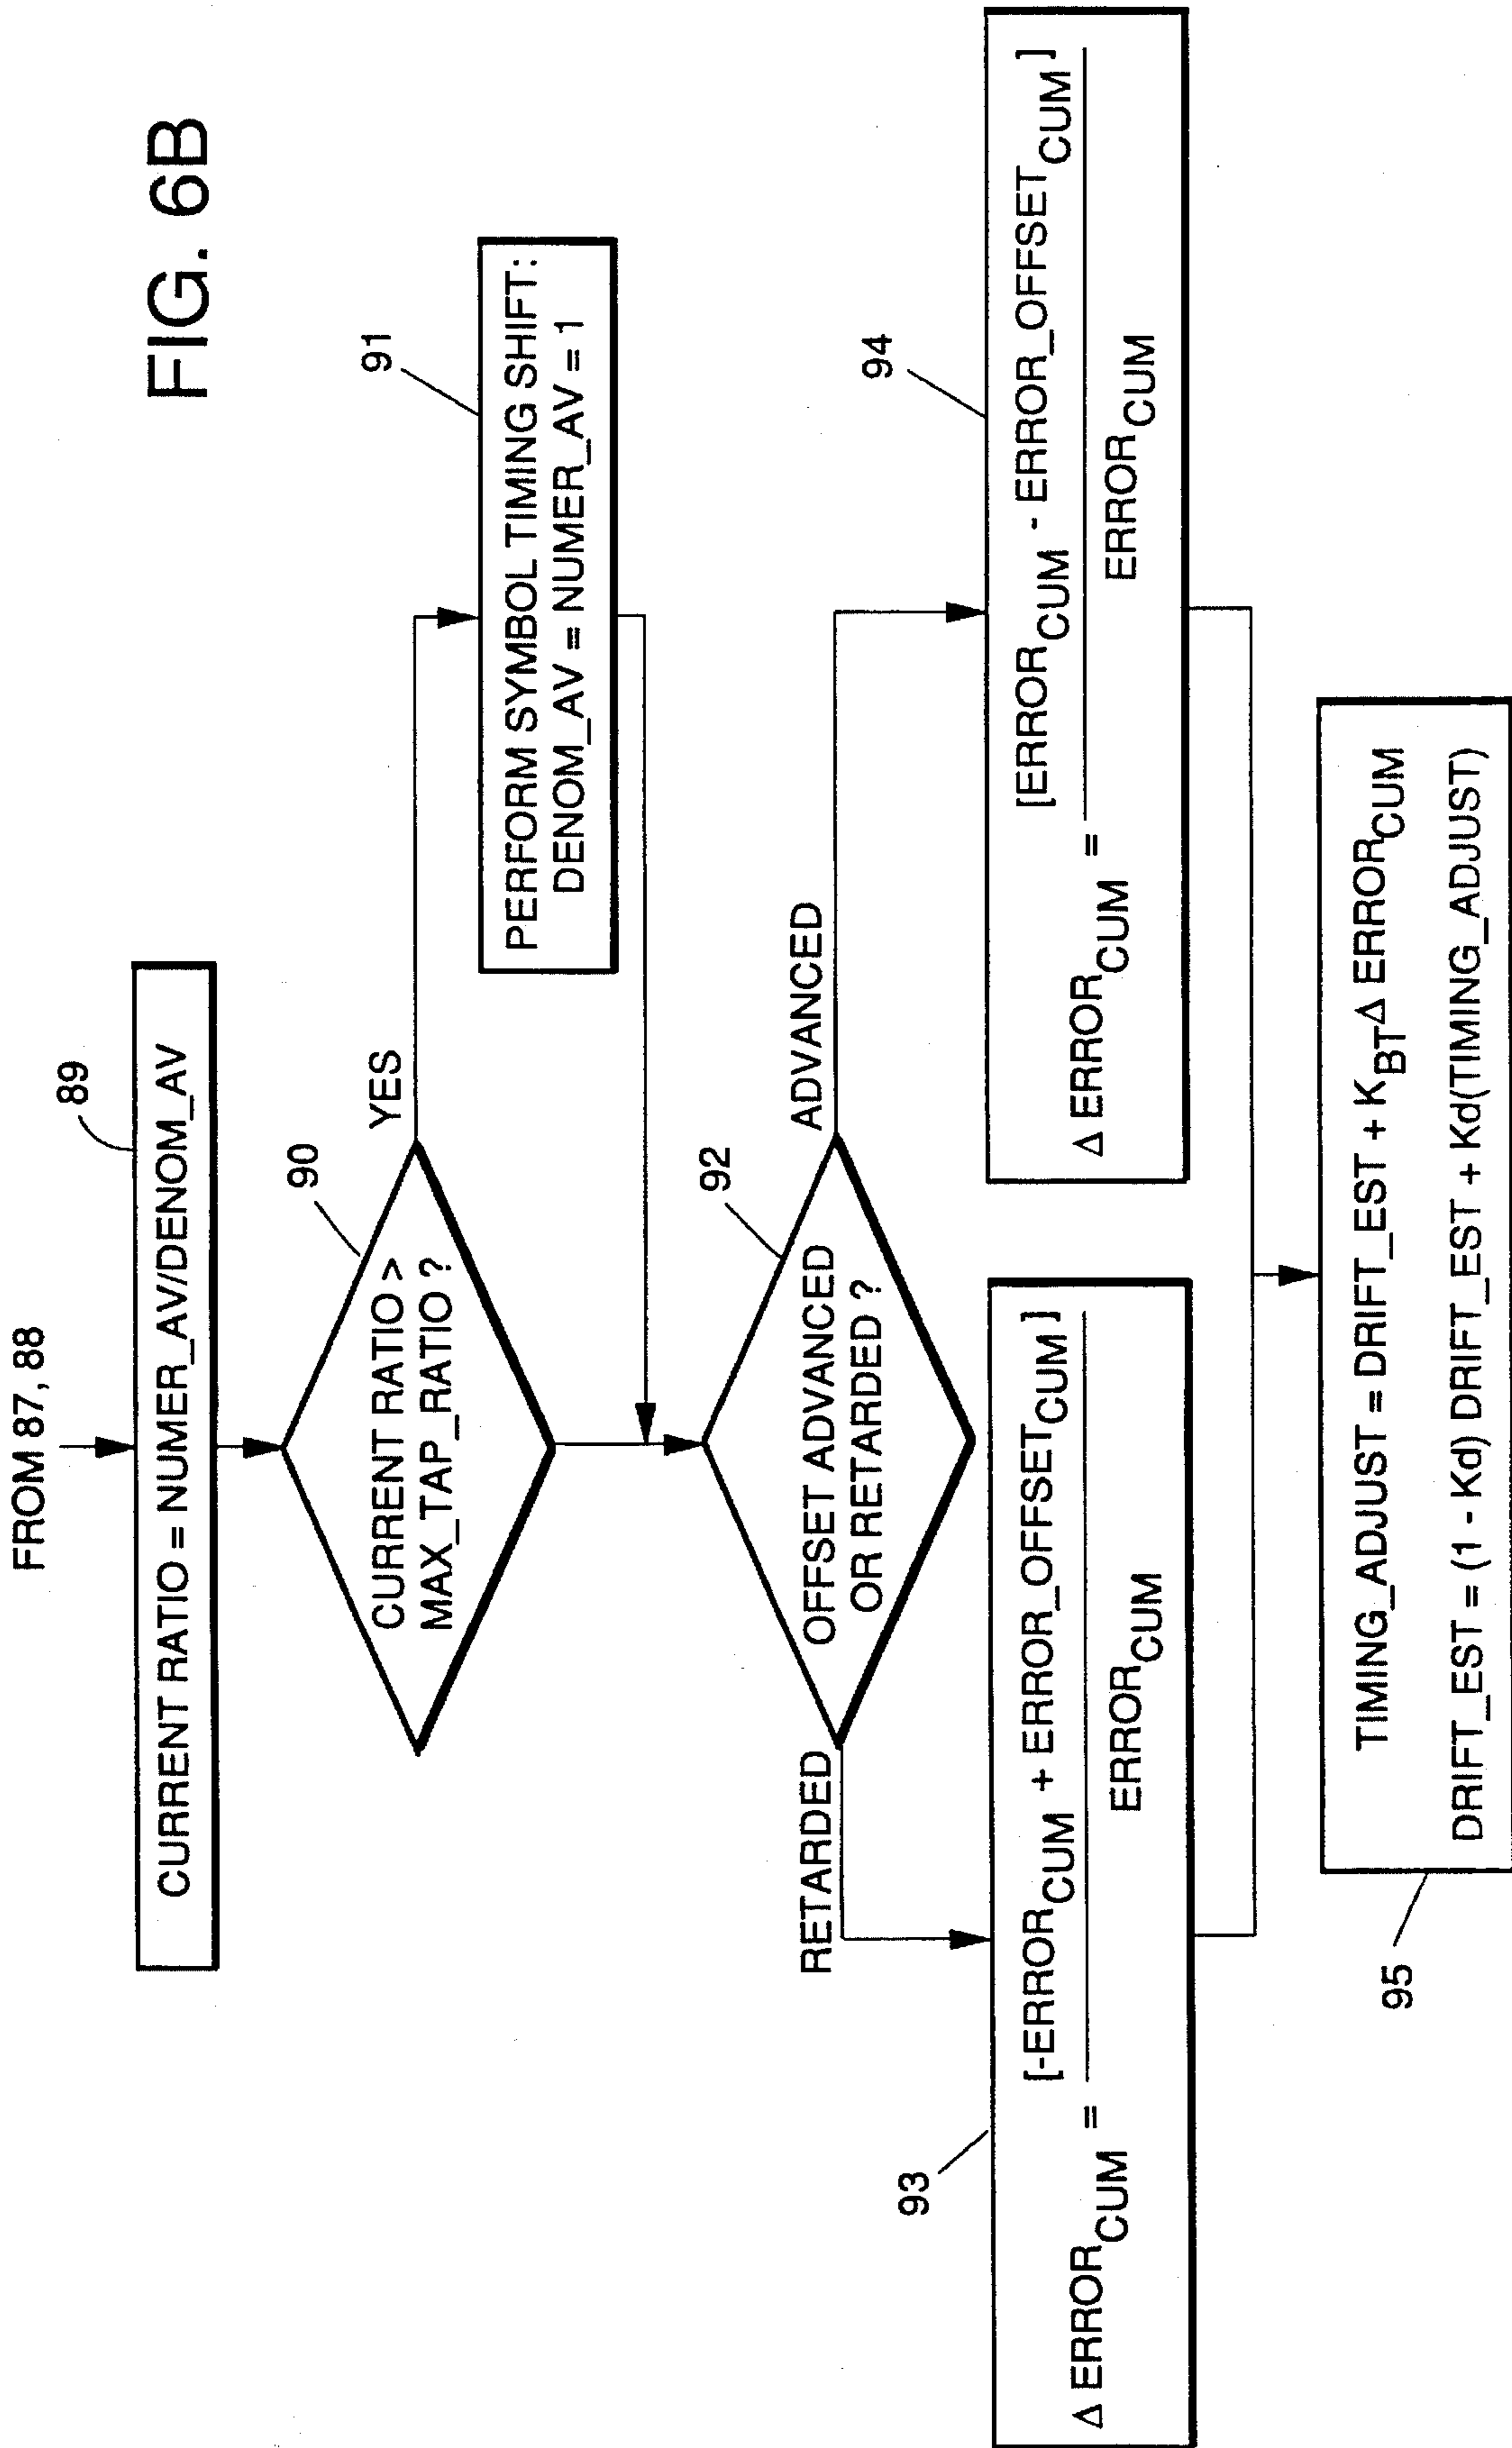 FIG. 6B
FROM 87, 88
89
CURRENT RATIO = NUMER_AV/DENOM_AV
90
CURRENT RATIO >
MAX_TAP_RATIO ?
YES
91
PERFORM SYMBOL TIMING SHIFT:
DENOM_AV = NUMER_AV = 1
92
OFFSET ADVANCED
OR RETARDED ?
RETARDED
ADVANCED
93
[-ERROR_CUM + ERROR_OFFSET_CUM]
Δ ERROR_CUM =
ERROR_CUM
94
[ERROR_CUM - ERROR_OFFSET_CUM]
Δ ERROR_CUM =
ERROR_CUM
95
TIMING_ADJUST = DRIFT_EST + K_BT Δ ERROR_CUM
DRIFT_EST = (1 - Kd) DRIFT_EST + Kd(TIMING_ADJUST)